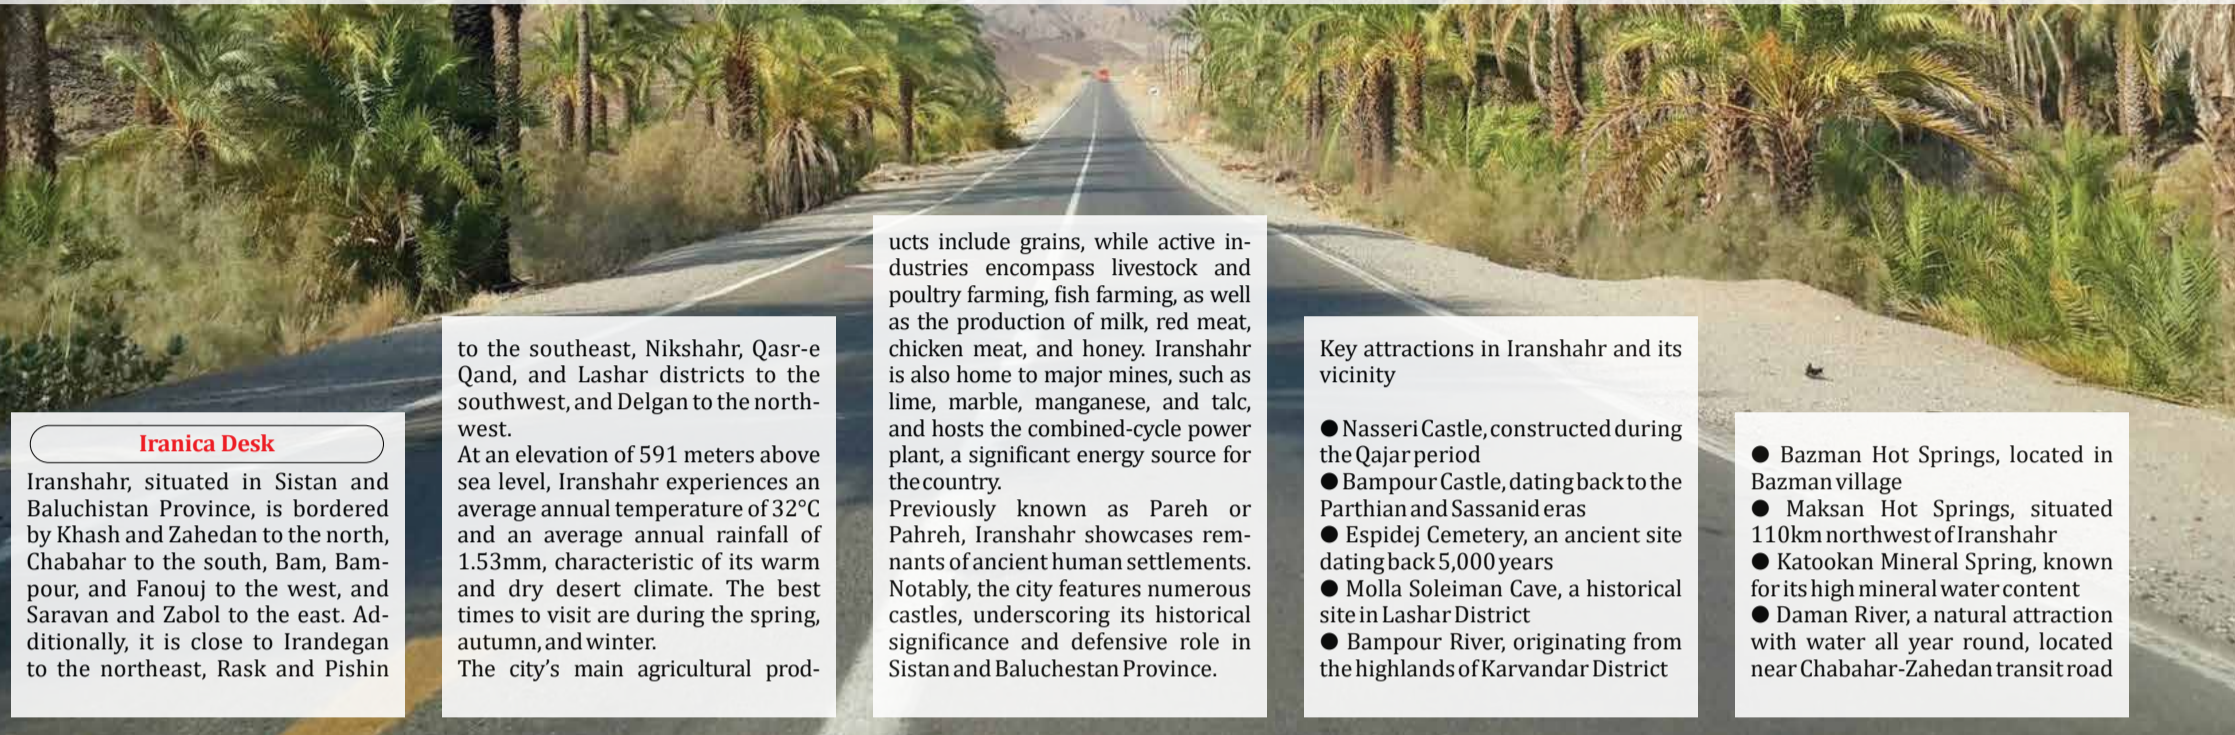 Iranica Desk
Iranshahr, situated in Sistan and
Baluchistan Province, is bordered
by Khash and Zahedan to the north,
Chabahar to the south, Bam, Bam-
pour, and Fanouj to the west, and
Saravan and Zabol to the east. Ad-
ditionally, it is close to Irandegan
to the northeast, Rask and Pishin
to the southeast, Nikshahr, Qasr-e
Qand, and Lashar districts to the
southwest, and Delgan to the north-
west.
At an elevation of 591 meters above
sea level, Iranshahr experiences an
average annual temperature of 32°C
and an average annual rainfall of
1.53mm, characteristic of its warm
and dry desert climate. The best
times to visit are during the spring,
autumn, and winter.
The city's main agricultural prod-
ucts include grains, while active in-
dustries encompass livestock and
poultry farming, fish farming, as well
as the production of milk, red meat,
chicken meat, and honey. Iranshahr
is also home to major mines, such as
lime, marble, manganese, and talc,
and hosts the combined-cycle power
plant, a significant energy source for
the country.
Previously known as Pareh or
Pahreh, Iranshahr showcases rem-
nants of ancient human settlements.
Notably, the city features numerous
castles, underscoring its historical
significance and defensive role in
Sistan and Baluchestan Province.
Key attractions in Iranshahr and its
vicinity
● Nasseri Castle, constructed during
the Qajar period
● Bampour Castle, dating back to the
Parthian and Sassanid eras
● Espidej Cemetery, an ancient site
dating back 5,000 years
● Molla Soleiman Cave, a historical
site in Lashar District
● Bampour River, originating from
the highlands of Karvandar District
● Bazman Hot Springs, located in
Bazman village
● Maksan Hot Springs, situated
110km northwest of Iranshahr
● Katookan Mineral Spring, known
for its high mineral water content
● Daman River, a natural attraction
with water all year round, located
near Chabahar-Zahedan transit road